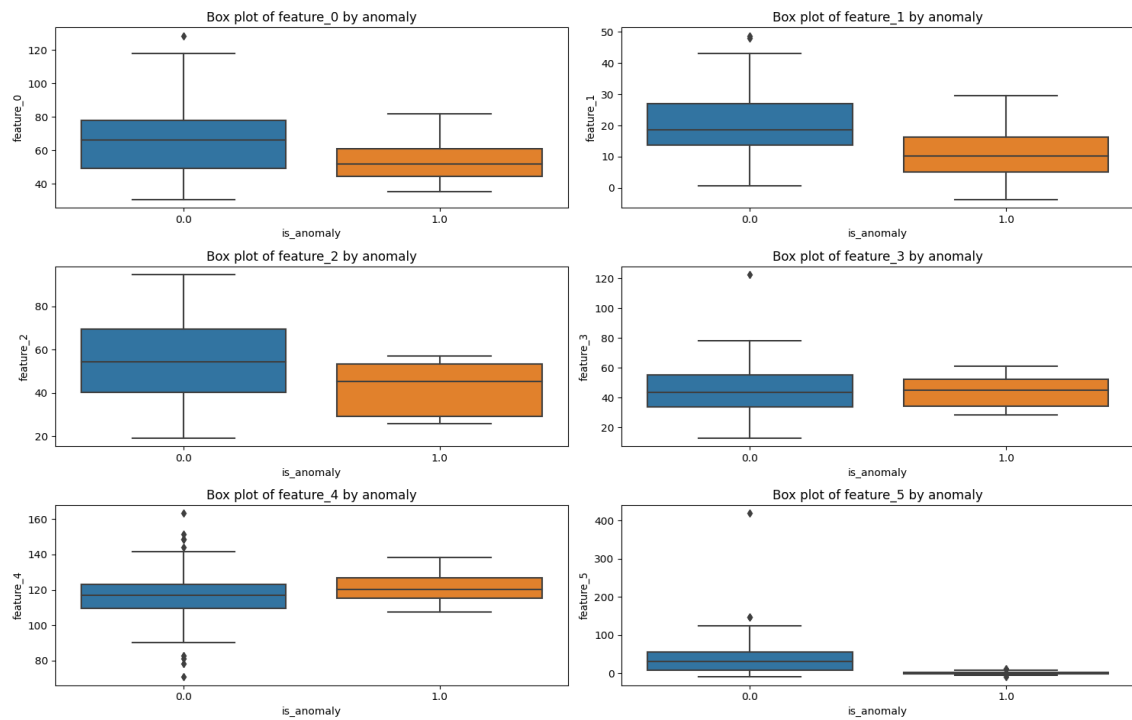 Box plot of feature_0 by anomaly
120
100
80
60
40
feature_0
0.0
1.0
is_anomaly
Box plot of feature_1 by anomaly
50
40
30
20
10
0
feature_1
0.0
1.0
is_anomaly
Box plot of feature_2 by anomaly
80
60
40
20
feature_2
0.0
1.0
is_anomaly
Box plot of feature_3 by anomaly
120
100
80
60
40
20
feature_3
0.0
1.0
is_anomaly
Box plot of feature_4 by anomaly
160
140
120
100
80
feature_4
0.0
1.0
is_anomaly
Box plot of feature_5 by anomaly
400
300
200
100
0
feature_5
0.0
1.0
is_anomaly